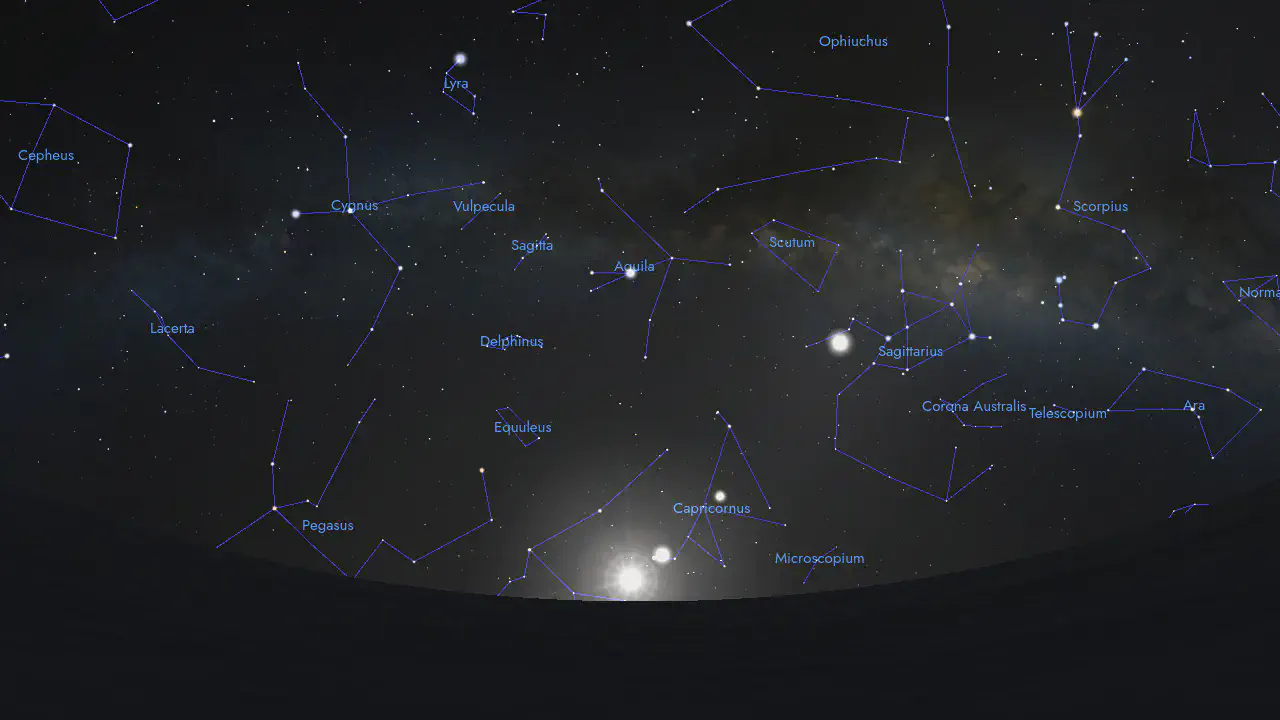 Ophiuchus
Lyra
Cepheus
Cygnus
Vulpecula
Scorpius
Sagitta
Scutum
Aquila
Norma
Lacerta
Delphinus
Sagittarius
Corona Australis
Telescopium
Ara
Equuleus
Capricornus
Pegasus
Microscopium